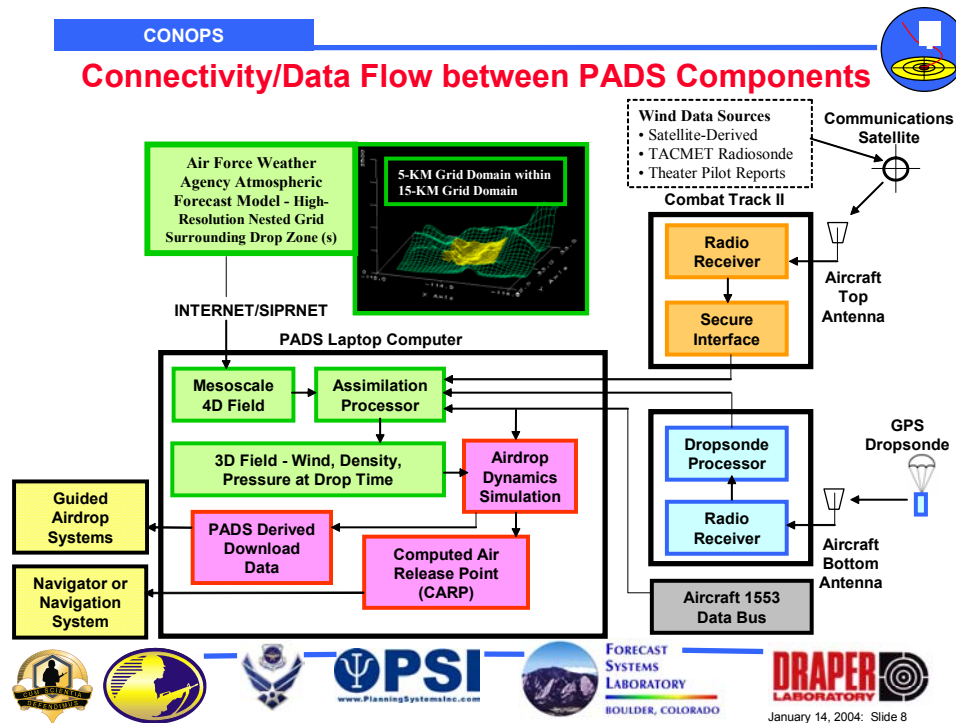 CONOPS
Connectivity/Data Flow between PADS Components
Wind Data Sources
• Satellite-Derived
• TACMET Radiosonde
• Theater Pilot Reports
Communications
Satellite
Air Force Weather
Agency Atmospheric
Forecast Model - High-
Resolution Nested Grid
Surrounding Drop Zone (s)
5-KM Grid Domain within
15-KM Grid Domain
Y Axis
Y Axis
Combat Track II
Radio
Receiver
Secure
Interface
Aircraft
Top
Antenna
INTERNET/SIPRNET
PADS Laptop Computer
Mesoscale
4D Field
Assimilation
Processor
3D Field - Wind, Density,
Pressure at Drop Time
Airdrop
Dynamics
Simulation
PADS Derived
Download
Data
Computed Air
Release Point
(CARP)
Guided
Airdrop
Systems
Navigator or
Navigation
System
Dropsonde
Processor
Radio
Receiver
GPS
Dropsonde
Aircraft
Bottom
Antenna
Aircraft 1553
Data Bus
CUM SCIENTIA
DEFENDIMUS
PSI
www.PlanningSystemsInc.com
FORECAST
SYSTEMS
LABORATORY
BOULDER, COLORADO
DRAPER
LABORATORY
January 14, 2004: Slide 8